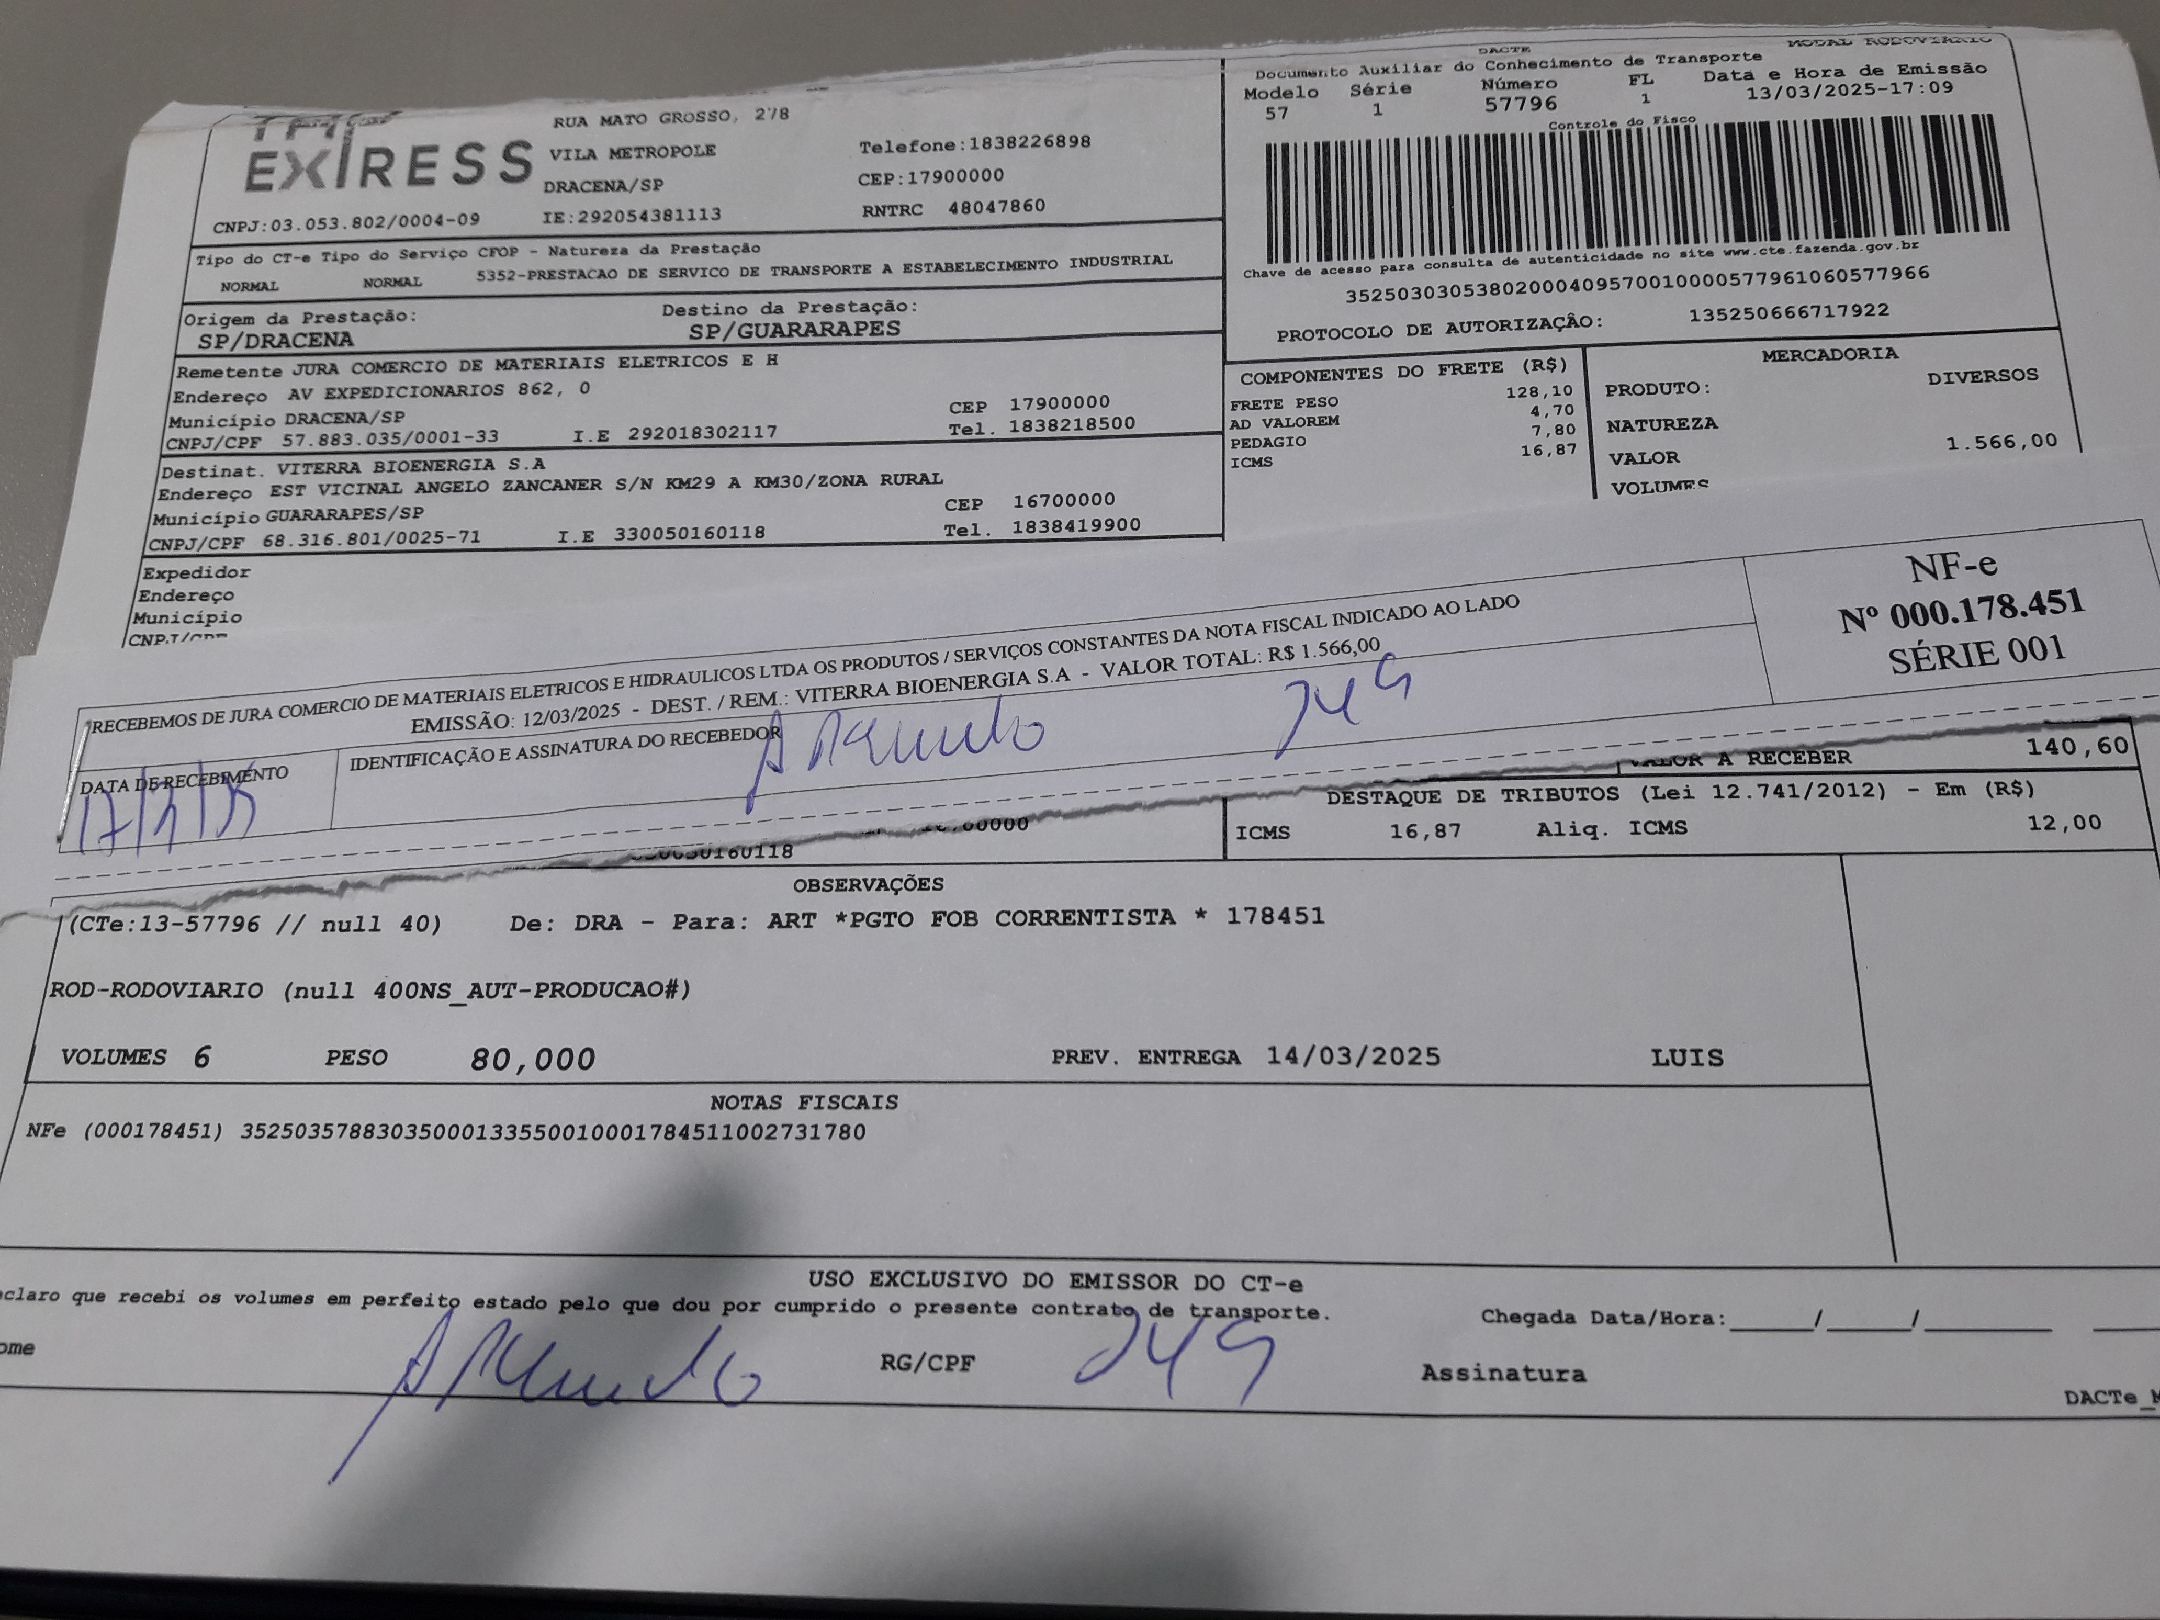 DACTE MODAL RODOVIARIO
Documento Auxiliar do Conhecimento de Transporte
Modelo Série Número FL Data e Hora de Emissão
57 1 57796 1 13/03/2025-17:09
Controle do Fisco
Chave de acesso para consulta de autenticidade no site www.cte.fazenda.gov.br
35250303053802000409570010000577961060577966
PROTOCOLO DE AUTORIZAÇÃO: 135250666717922
EXPRESS
RUA MATO GROSSO, 278
VILA METROPOLE Telefone:1838226898
DRACENA/SP CEP:17900000
CNPJ:03.053.802/0004-09 IE:292054381113 RNTRC 48047860
Tipo do CT-e Tipo do Serviço CFOP - Natureza da Prestação
NORMAL NORMAL 5352-PRESTACAO DE SERVICO DE TRANSPORTE A ESTABELECIMENTO INDUSTRIAL
Origem da Prestação: Destino da Prestação:
SP/DRACENA SP/GUARARAPES
Remetente JURA COMERCIO DE MATERIAIS ELETRICOS E H
Endereço AV EXPEDICIONARIOS 862, 0
Município DRACENA/SP CEP 17900000
CNPJ/CPF 57.883.035/0001-33 I.E 292018302117 Tel. 1838218500
Destinat. VITERRA BIOENERGIA S.A
Endereço EST VICINAL ANGELO ZANCANER S/N KM29 A KM30/ZONA RURAL
Município GUARARAPES/SP CEP 16700000
CNPJ/CPF 68.316.801/0025-71 I.E 330050160118 Tel. 1838419900
Expedidor
Endereço
Município
CNPJ/CPF
COMPONENTES DO FRETE (R$)
FRETE PESO 128,10
AD VALOREM 4,70
PEDAGIO 7,80
ICMS 16,87
MERCADORIA
PRODUTO: DIVERSOS
NATUREZA
VALOR 1.566,00
VOLUMES
RECEBEMOS DE JURA COMERCIO DE MATERIAIS ELETRICOS E HIDRAULICOS LTDA OS PRODUTOS / SERVIÇOS CONSTANTES DA NOTA FISCAL INDICADO AO LADO
EMISSÃO: 12/03/2025 - DEST. / REM.: VITERRA BIOENERGIA S.A - VALOR TOTAL: R$ 1.566,00
NF-e
Nº 000.178.451
SÉRIE 001
DATA DE RECEBIMENTO IDENTIFICAÇÃO E ASSINATURA DO RECEBEDOR
VALOR A RECEBER 140,60
DESTAQUE DE TRIBUTOS (Lei 12.741/2012) - Em (R$)
ICMS 16,87 Aliq. ICMS 12,00
OBSERVAÇÕES
(CTe:13-57796 // null 40) De: DRA - Para: ART *PGTO FOB CORRENTISTA * 178451
ROD-RODOVIARIO (null 400NS_AUT-PRODUCAO#)
VOLUMES 6 PESO 80,000 PREV. ENTREGA 14/03/2025 LUIS
NOTAS FISCAIS
NFe (000178451) 35250357883035000133550010001784511002731780
USO EXCLUSIVO DO EMISSOR DO CT-e
eclaro que recebi os volumes em perfeito estado pelo que dou por cumprido o presente contrato de transporte.
Chegada Data/Hora:_____/_____/_____
ome RG/CPF Assinatura
DACTe_M